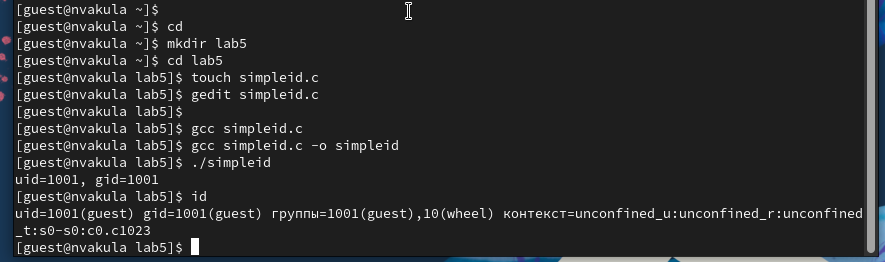 [guest@nvakula ~]$
[guest@nvakula ~]$ cd
[guest@nvakula ~]$ mkdir lab5
[guest@nvakula ~]$ cd lab5
[guest@nvakula lab5]$ touch simpleid.c
[guest@nvakula lab5]$ gedit simpleid.c
[guest@nvakula lab5]$
[guest@nvakula lab5]$ gcc simpleid.c
[guest@nvakula lab5]$ gcc simpleid.c -o simpleid
[guest@nvakula lab5]$ ./simpleid
uid=1001, gid=1001
[guest@nvakula lab5]$ id
uid=1001(guest) gid=1001(guest) группы=1001(guest),10(wheel) контекст=unconfined_u:unconfined_r:unconfined
_t:s0-s0:c0.c1023
[guest@nvakula lab5]$